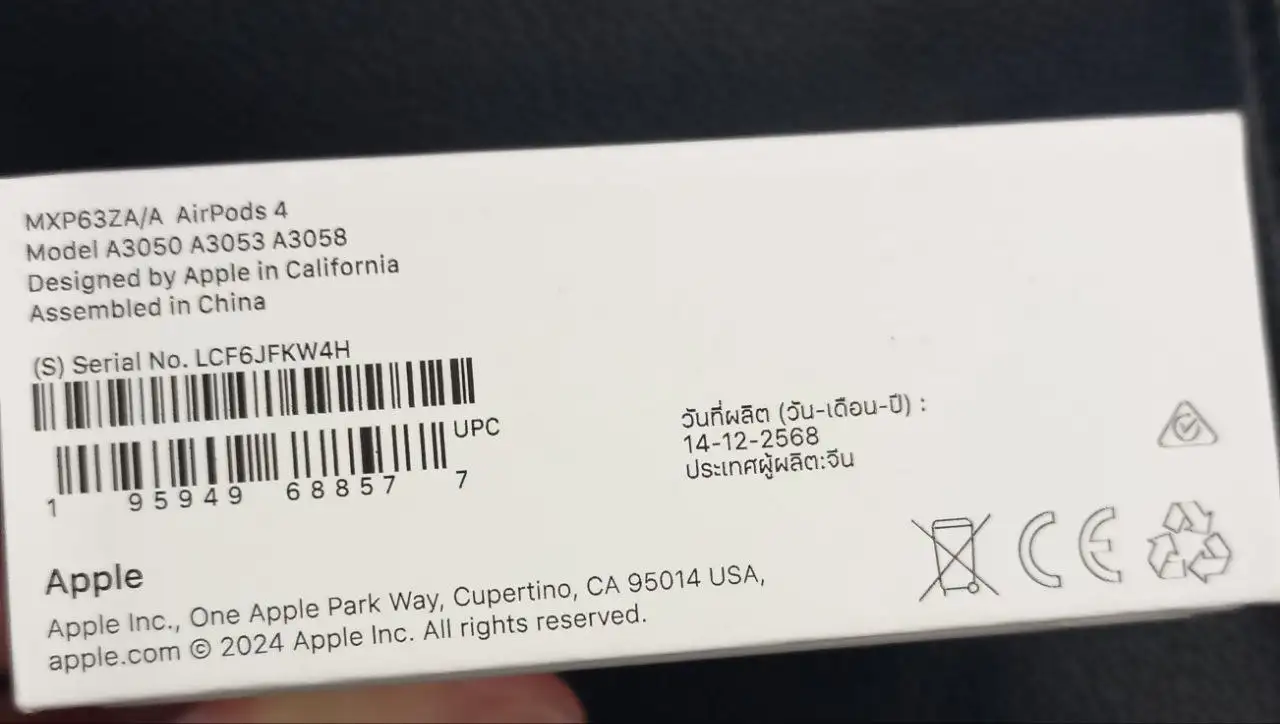 MXP63ZA/A AirPods 4
Model A3050 A3053 A3058
Designed by Apple in California
Assembled in China
(S) Serial No. LCF6JFKW4H
UPC
1 95949 68857 7
วันที่ผลิต (วัน-เดือน-ปี) :
14-12-2568
ประเทศผู้ผลิต:จีน
CE
Apple
Apple Inc., One Apple Park Way, Cupertino, CA 95014 USA,
apple.com © 2024 Apple Inc. All rights reserved.